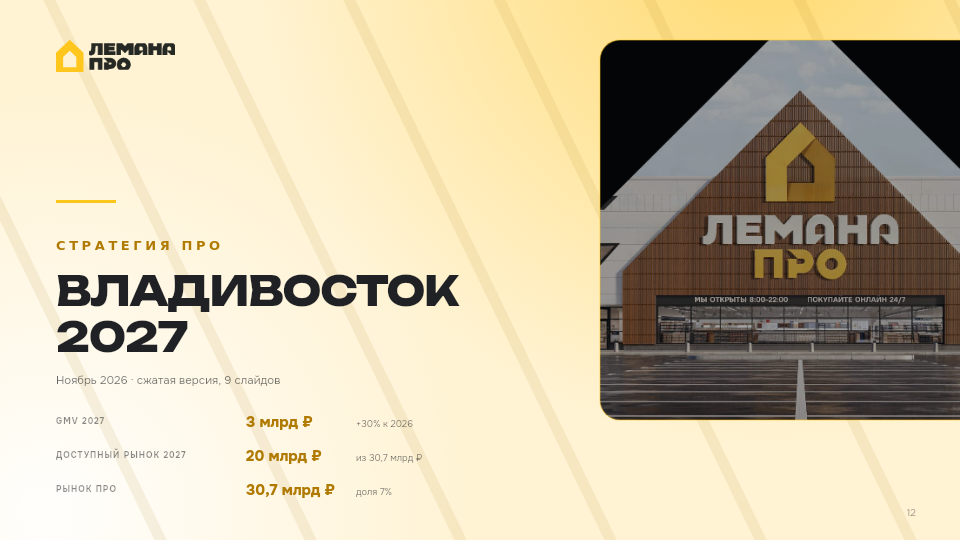 ЛЕМАНА
ПРО
СТРАТЕГИЯ ПРО
ВЛАДИВОСТОК
2027
Ноябрь 2026 · сжатая версия, 9 слайдов
GMV 2027 3 млрд ₽ +30% к 2026
ДОСТУПНЫЙ РЫНОК 2027 20 млрд ₽ из 30,7 млрд ₽
РЫНОК ПРО 30,7 млрд ₽ доля 7%
ЛЕМАНА
ПРО
МЫ ОТКРЫТЫ 8:00-22:00 ПОКУПАЙТЕ ОНЛАЙН 24/7
12